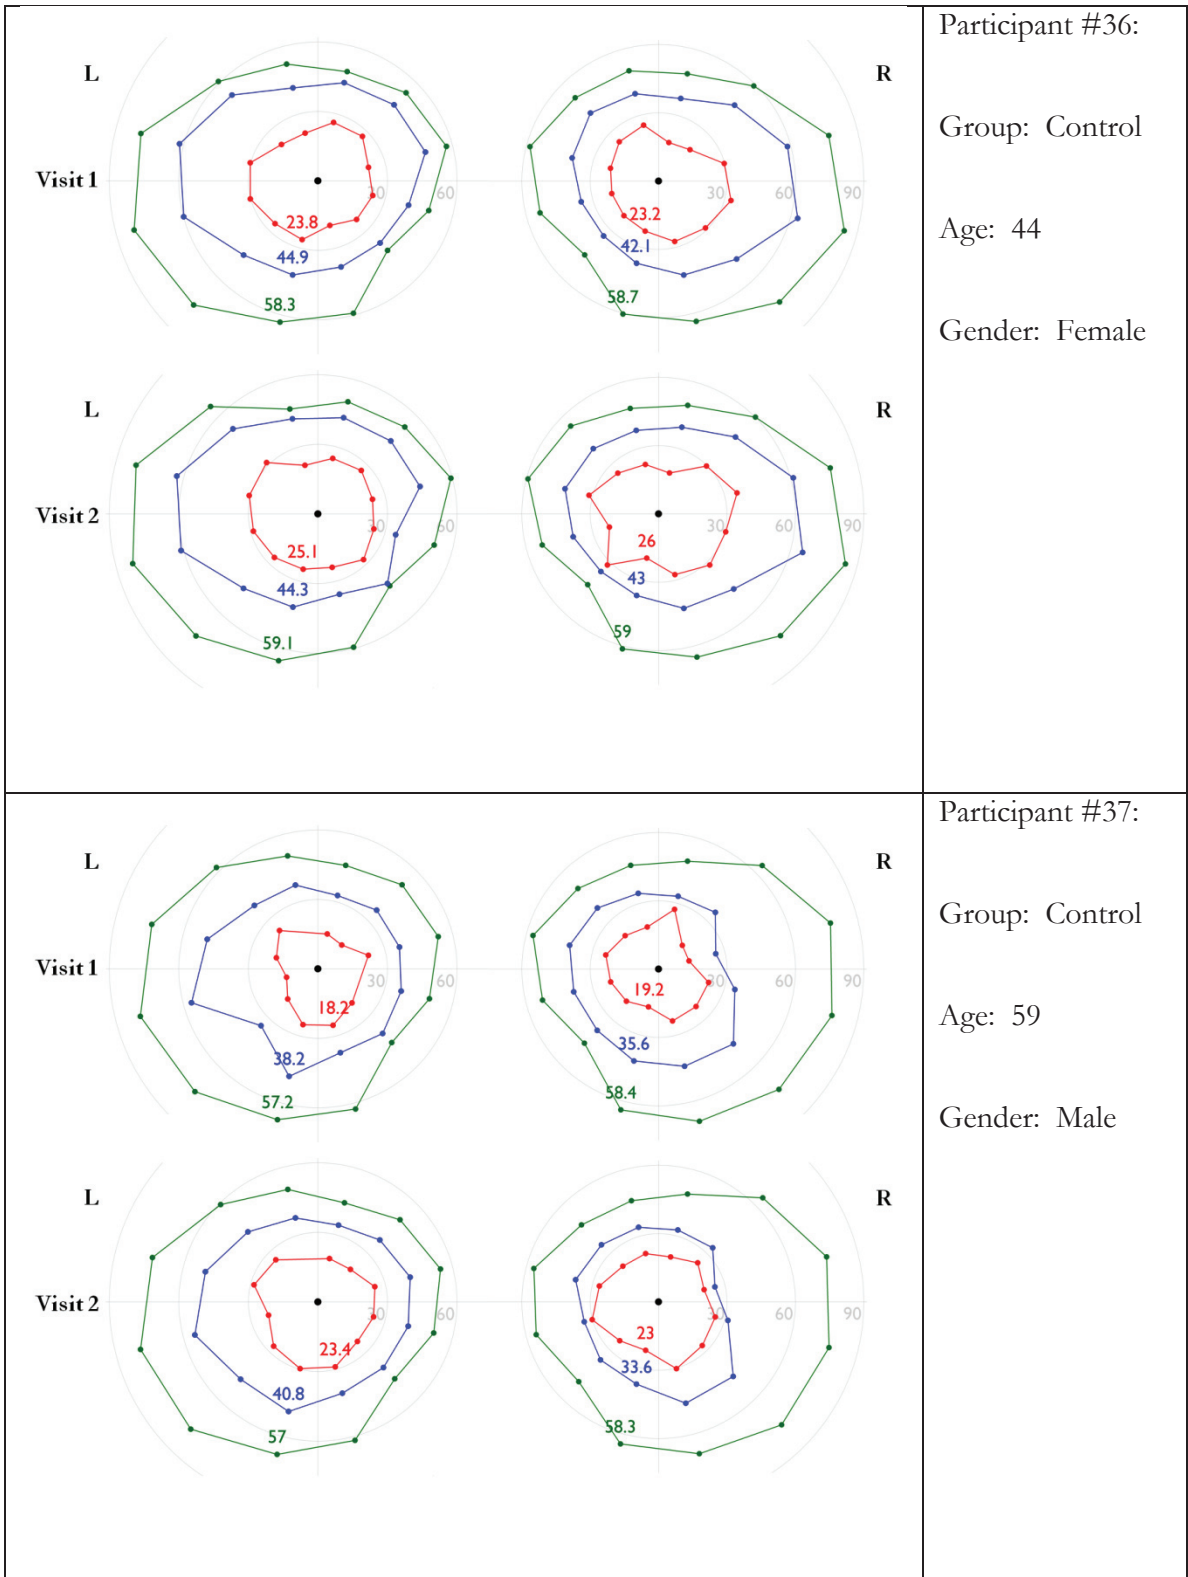 Participant #36:
Group: Control
Age: 44
Gender: Female
L
R
Visit 1
30
60
23.8
44.9
58.3
30
60
90
23.2
42.1
58.7
L
R
Visit 2
30
60
25.1
44.3
59.1
30
60
90
26
43
59
Participant #37:
Group: Control
Age: 59
Gender: Male
L
R
Visit 1
30
60
18.2
38.2
57.2
30
60
90
19.2
35.6
58.4
L
R
Visit 2
30
60
23.4
40.8
57
30
60
90
23
33.6
58.3